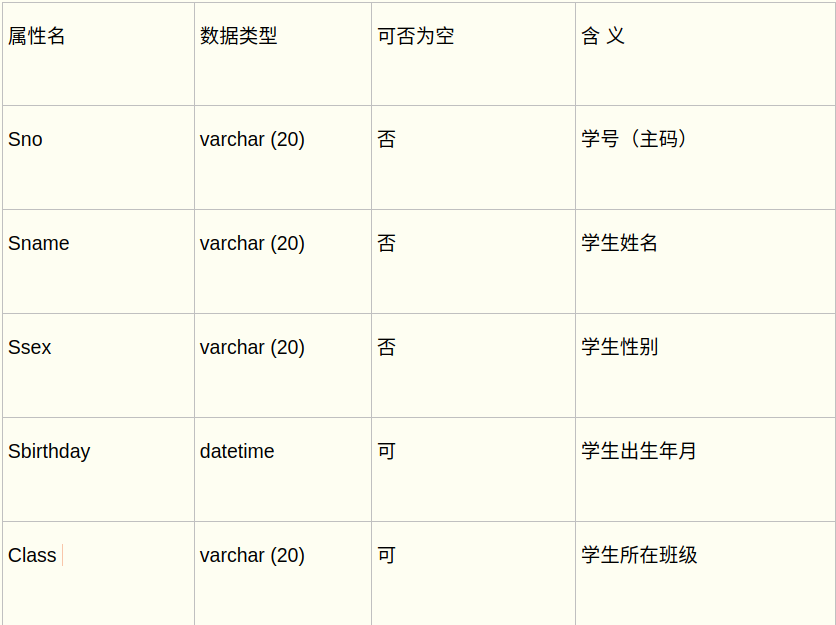 属性名 数据类型 可否为空 含 义
Sno varchar (20) 否 学号（主码）
Sname varchar (20) 否 学生姓名
Ssex varchar (20) 否 学生性别
Sbirthday datetime 可 学生出生年月
Class varchar (20) 可 学生所在班级